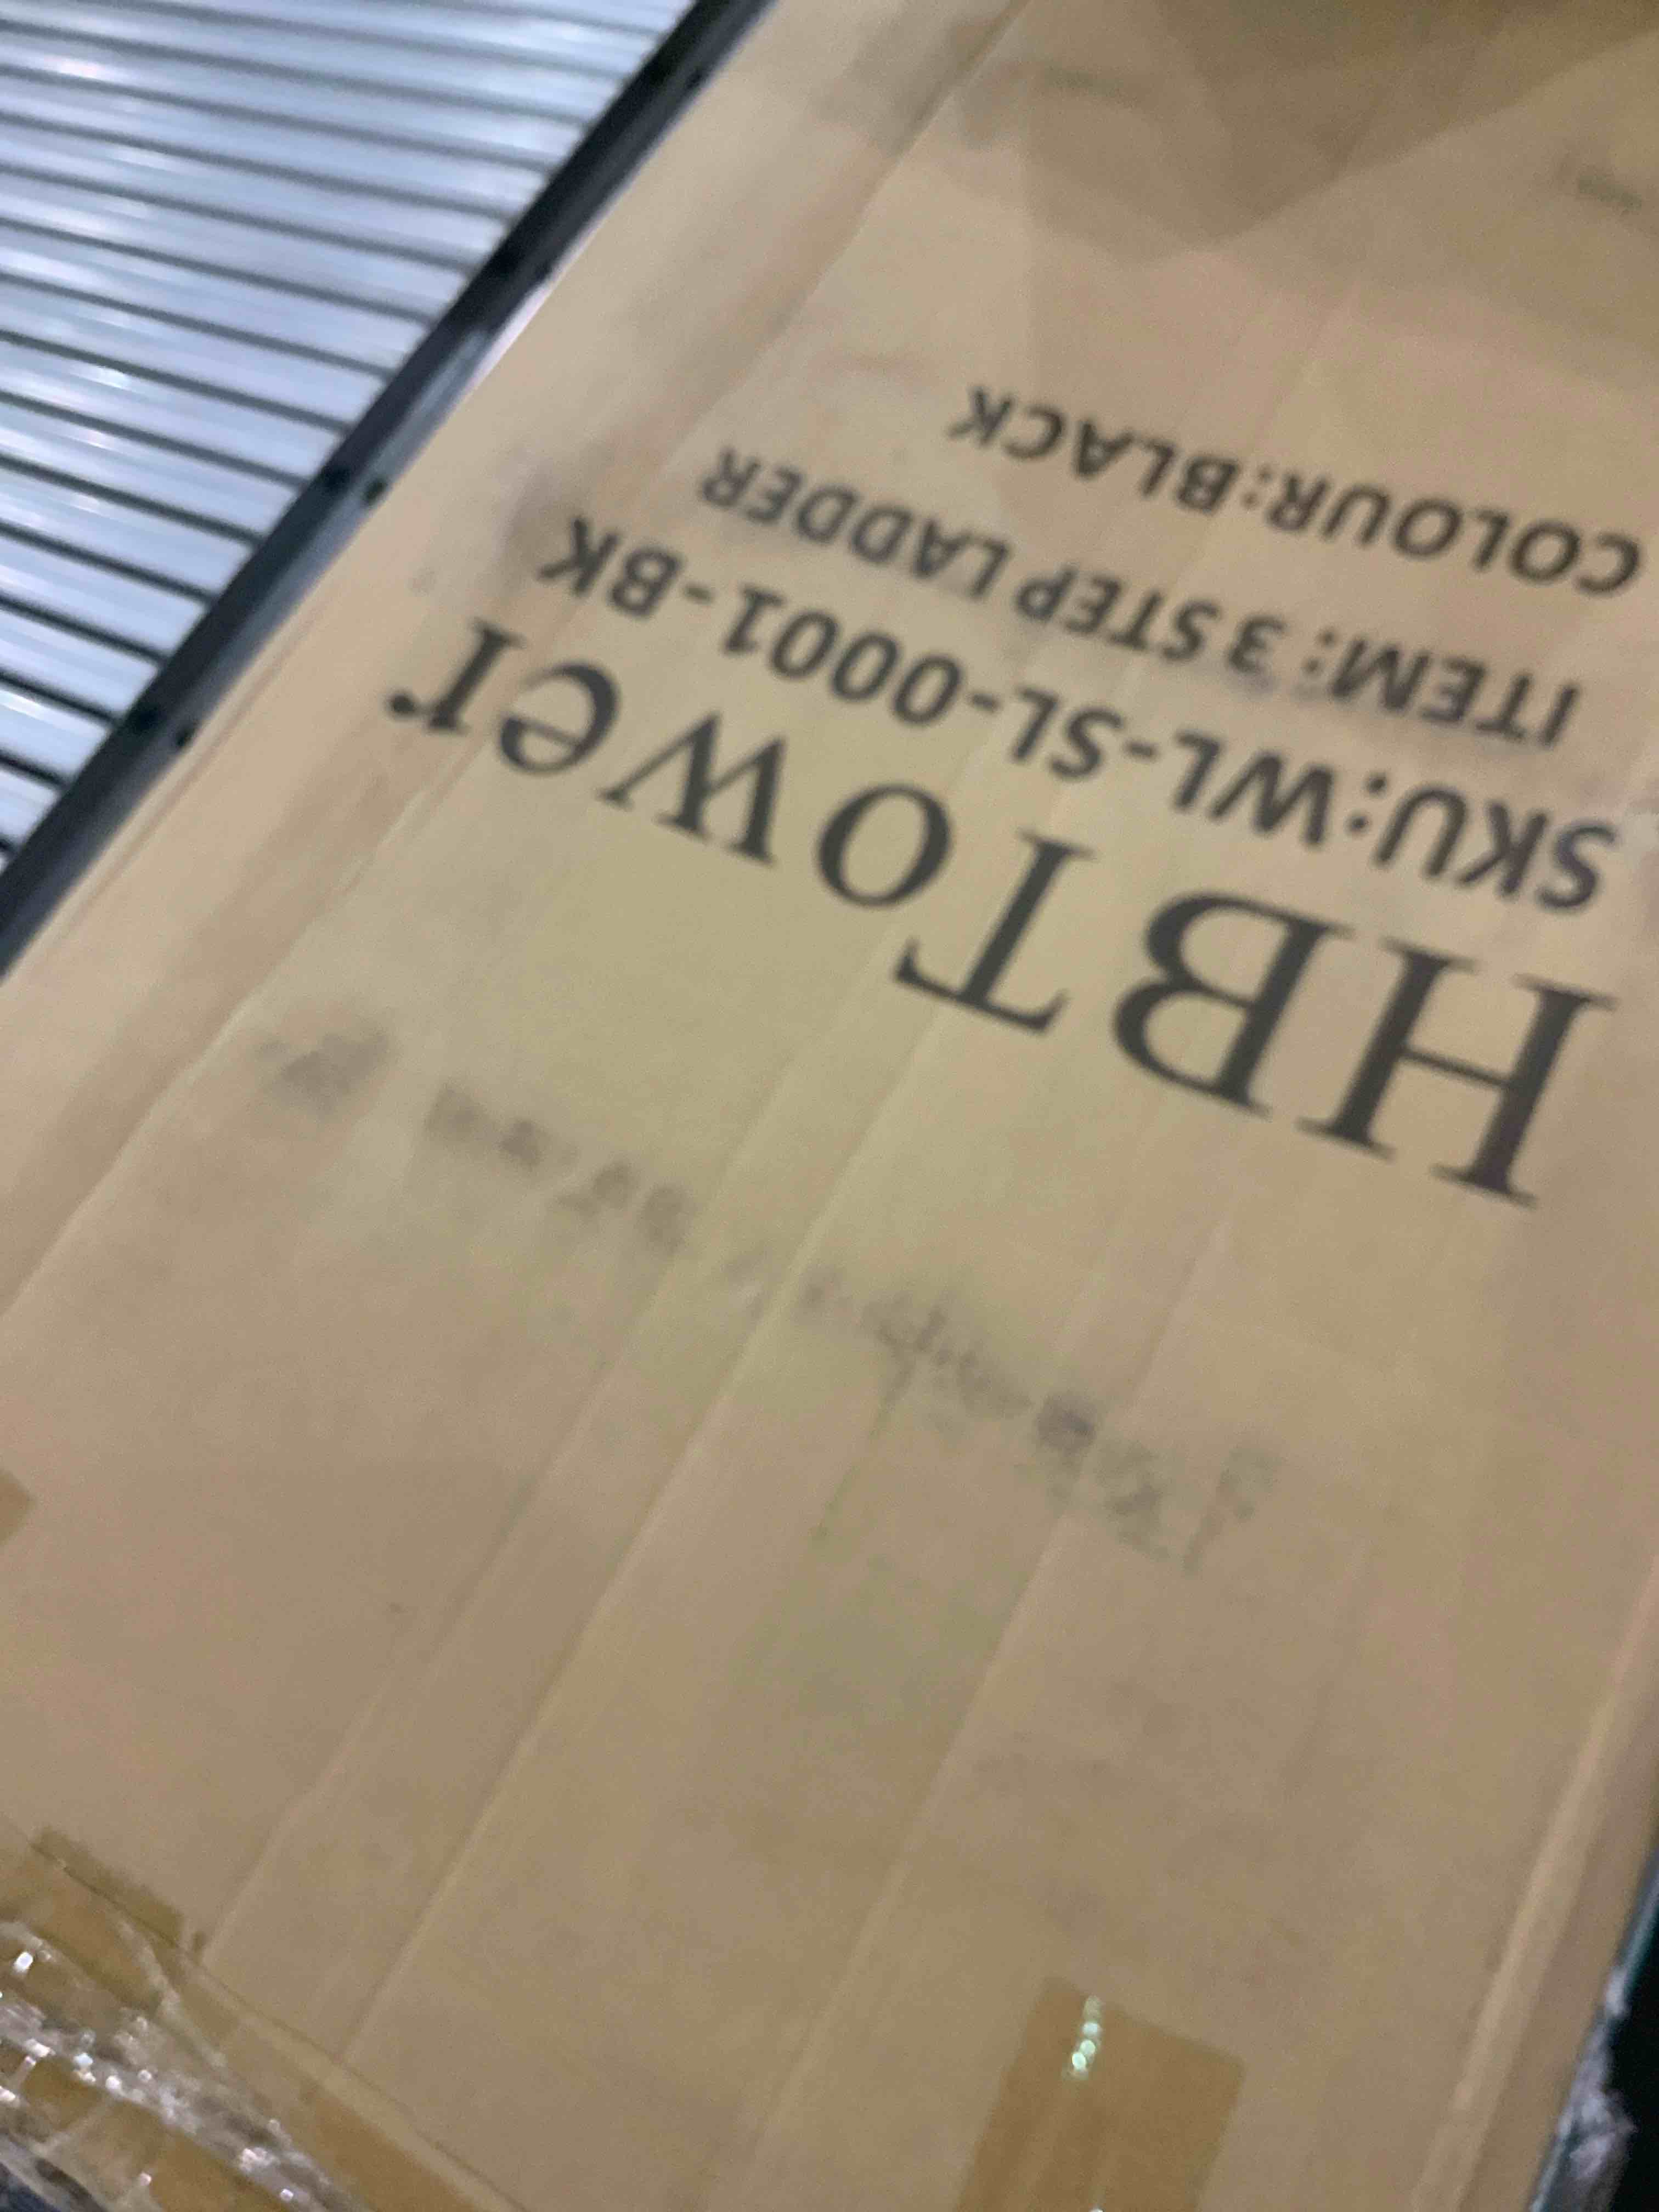 HBTower
SKU:WL-SL-0001-BK
ITEM: 3 STEP LADDER
COLOUR:BLACK